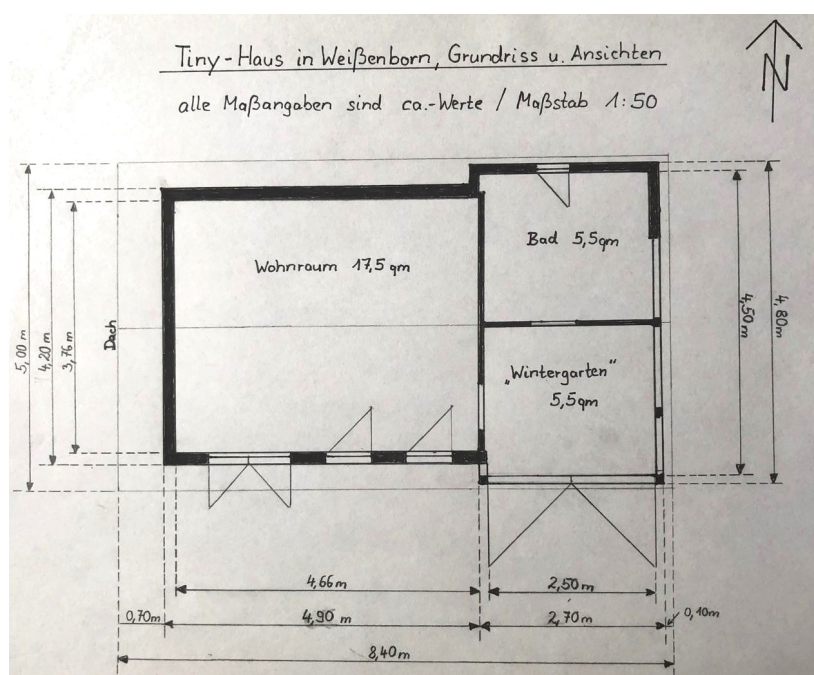 Tiny-Haus in Weißenborn, Grundriss u. Ansichten
alle Maßangaben sind ca.-Werte / Maßstab 1:50
N
Bad 5,5qm
Wohnraum 17,5 qm
Dach
5,00 m
4,20 m
3,76 m
4,50 m
4,80m
„Wintergarten"
5,5qm
4,66m
2,50m
0,70m
4,90 m
2,70m
0,10m
8,40m